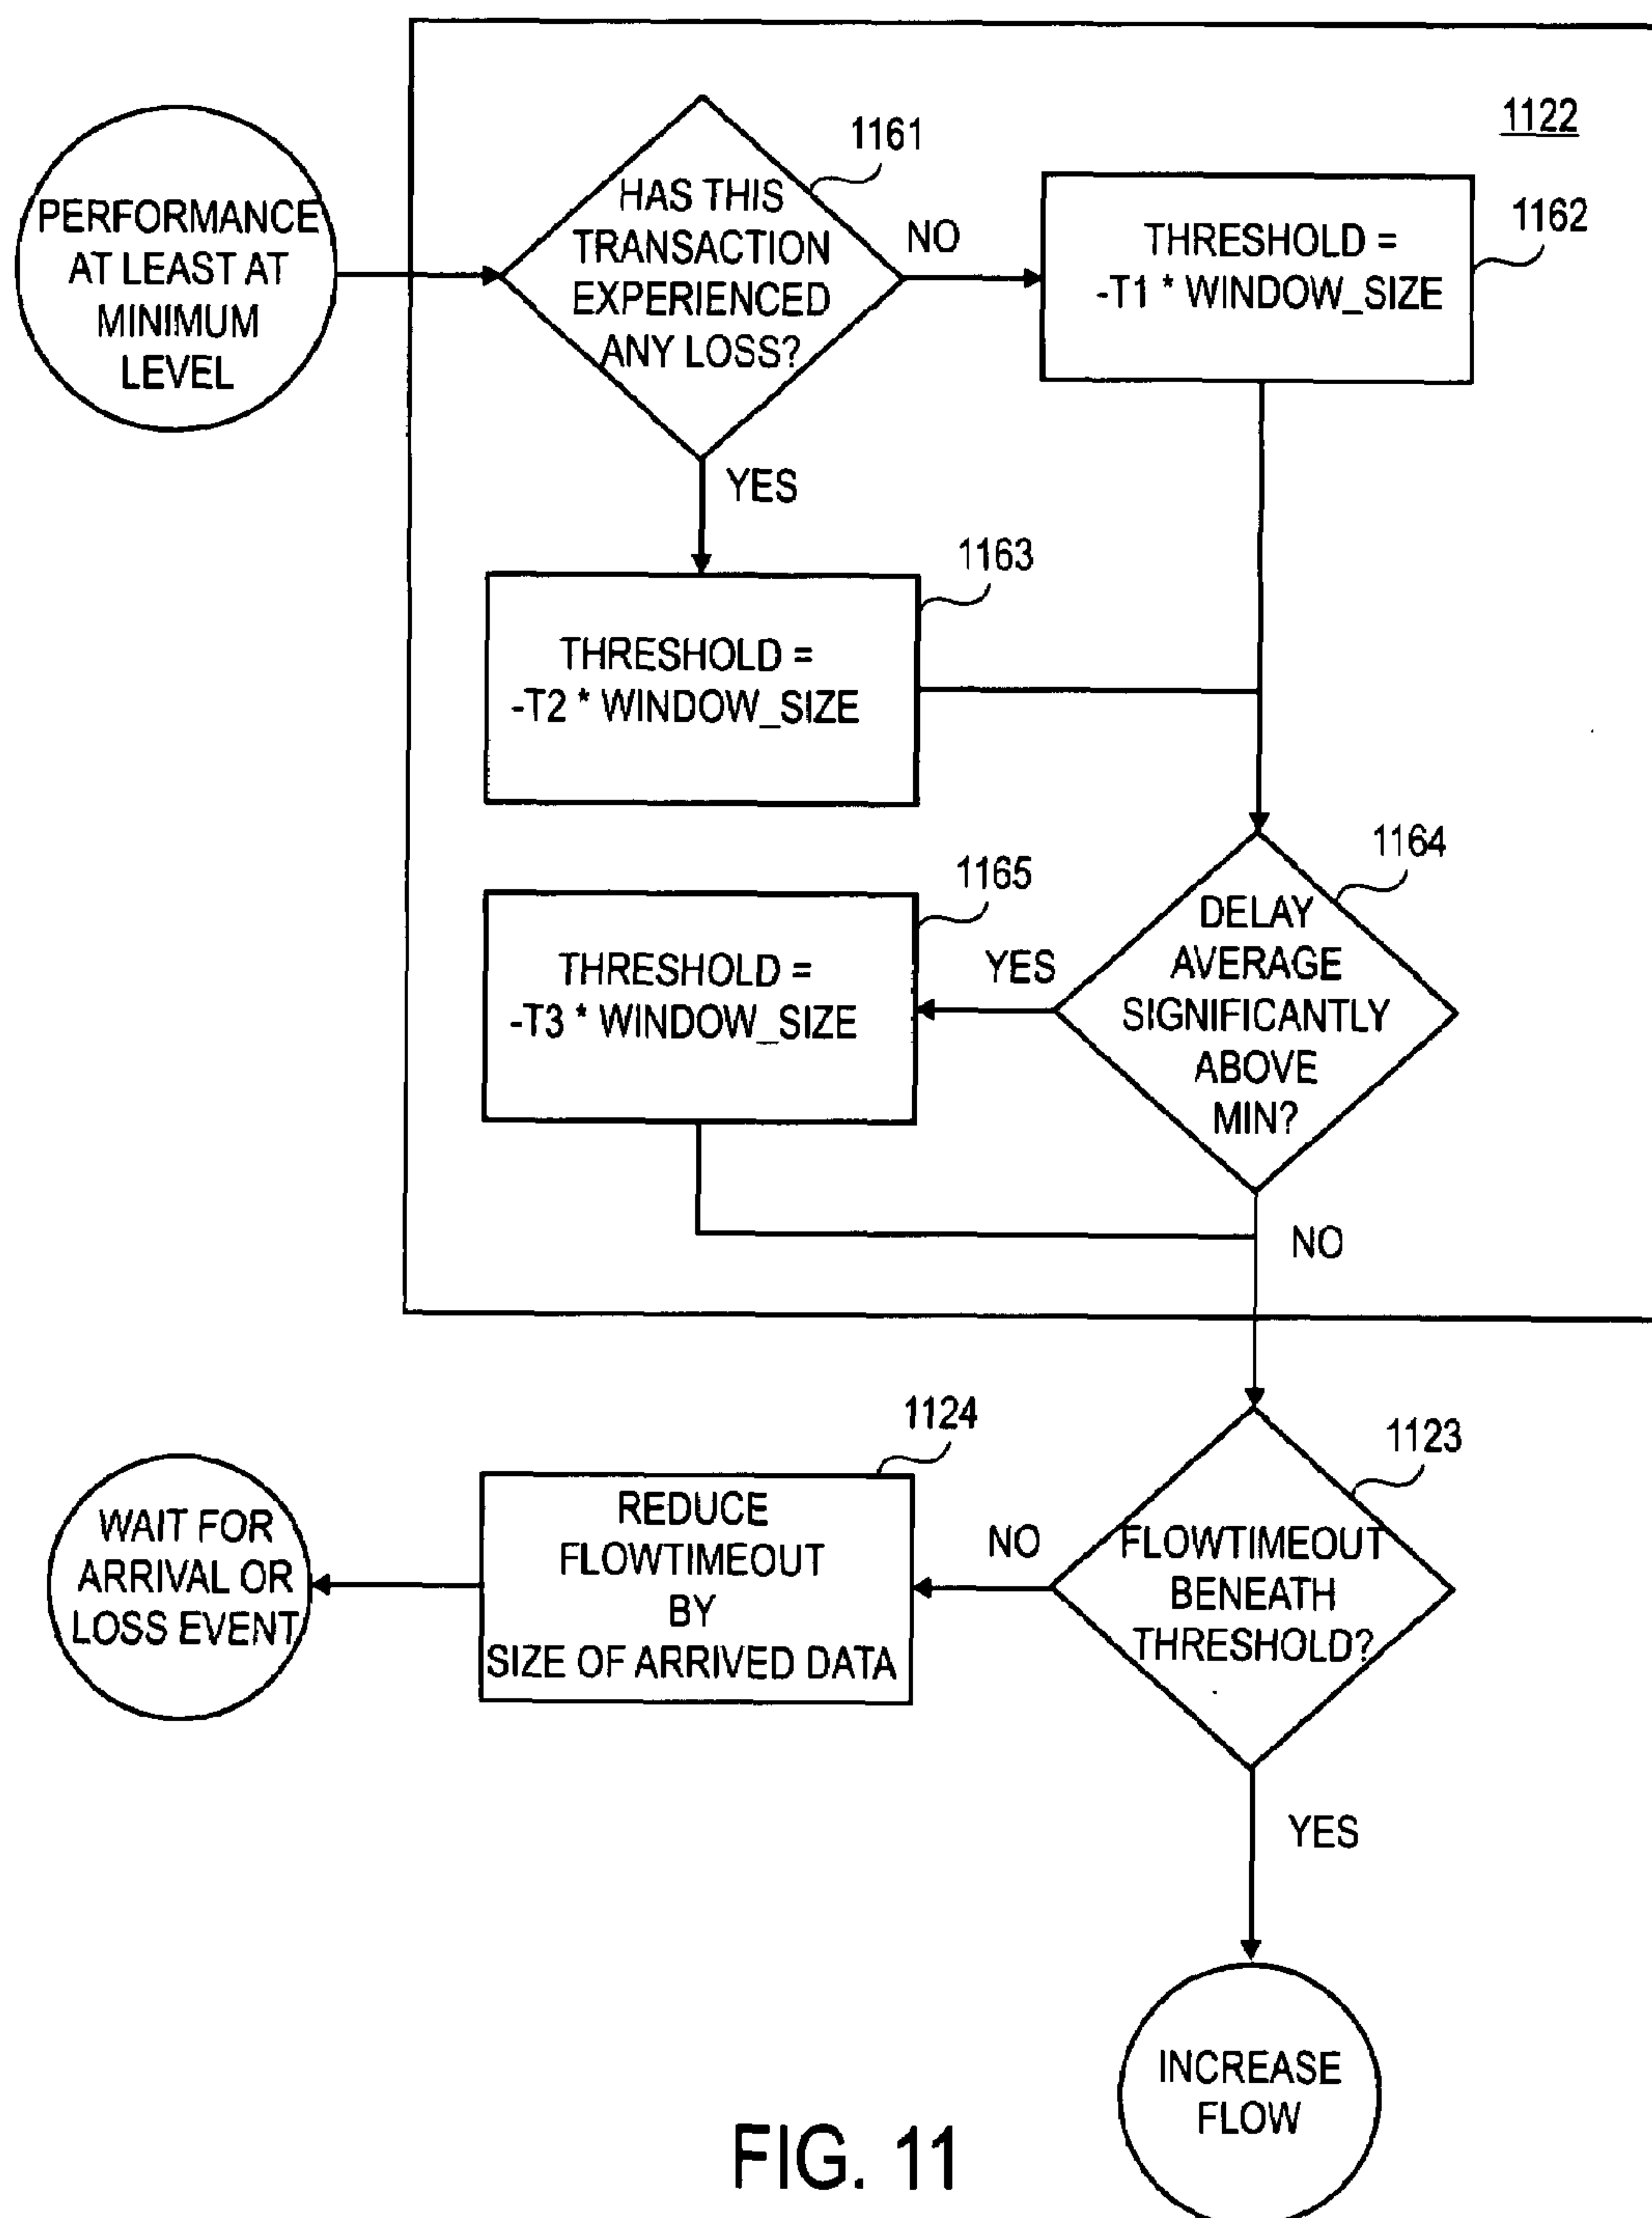 1122
PERFORMANCE
AT LEAST AT
MINIMUM
LEVEL
1161
HAS THIS
TRANSACTION
EXPERIENCED
ANY LOSS?
NO
YES
1162
THRESHOLD =
-T1 * WINDOW_SIZE
1163
THRESHOLD =
-T2 * WINDOW_SIZE
1164
DELAY
AVERAGE
SIGNIFICANTLY
ABOVE
MIN?
YES
NO
1165
THRESHOLD =
-T3 * WINDOW_SIZE
1123
FLOWTIMEOUT
BENEATH
THRESHOLD?
NO
YES
1124
REDUCE
FLOWTIMEOUT
BY
SIZE OF ARRIVED DATA
WAIT FOR
ARRIVAL OR
LOSS EVENT
INCREASE
FLOW
FIG. 11